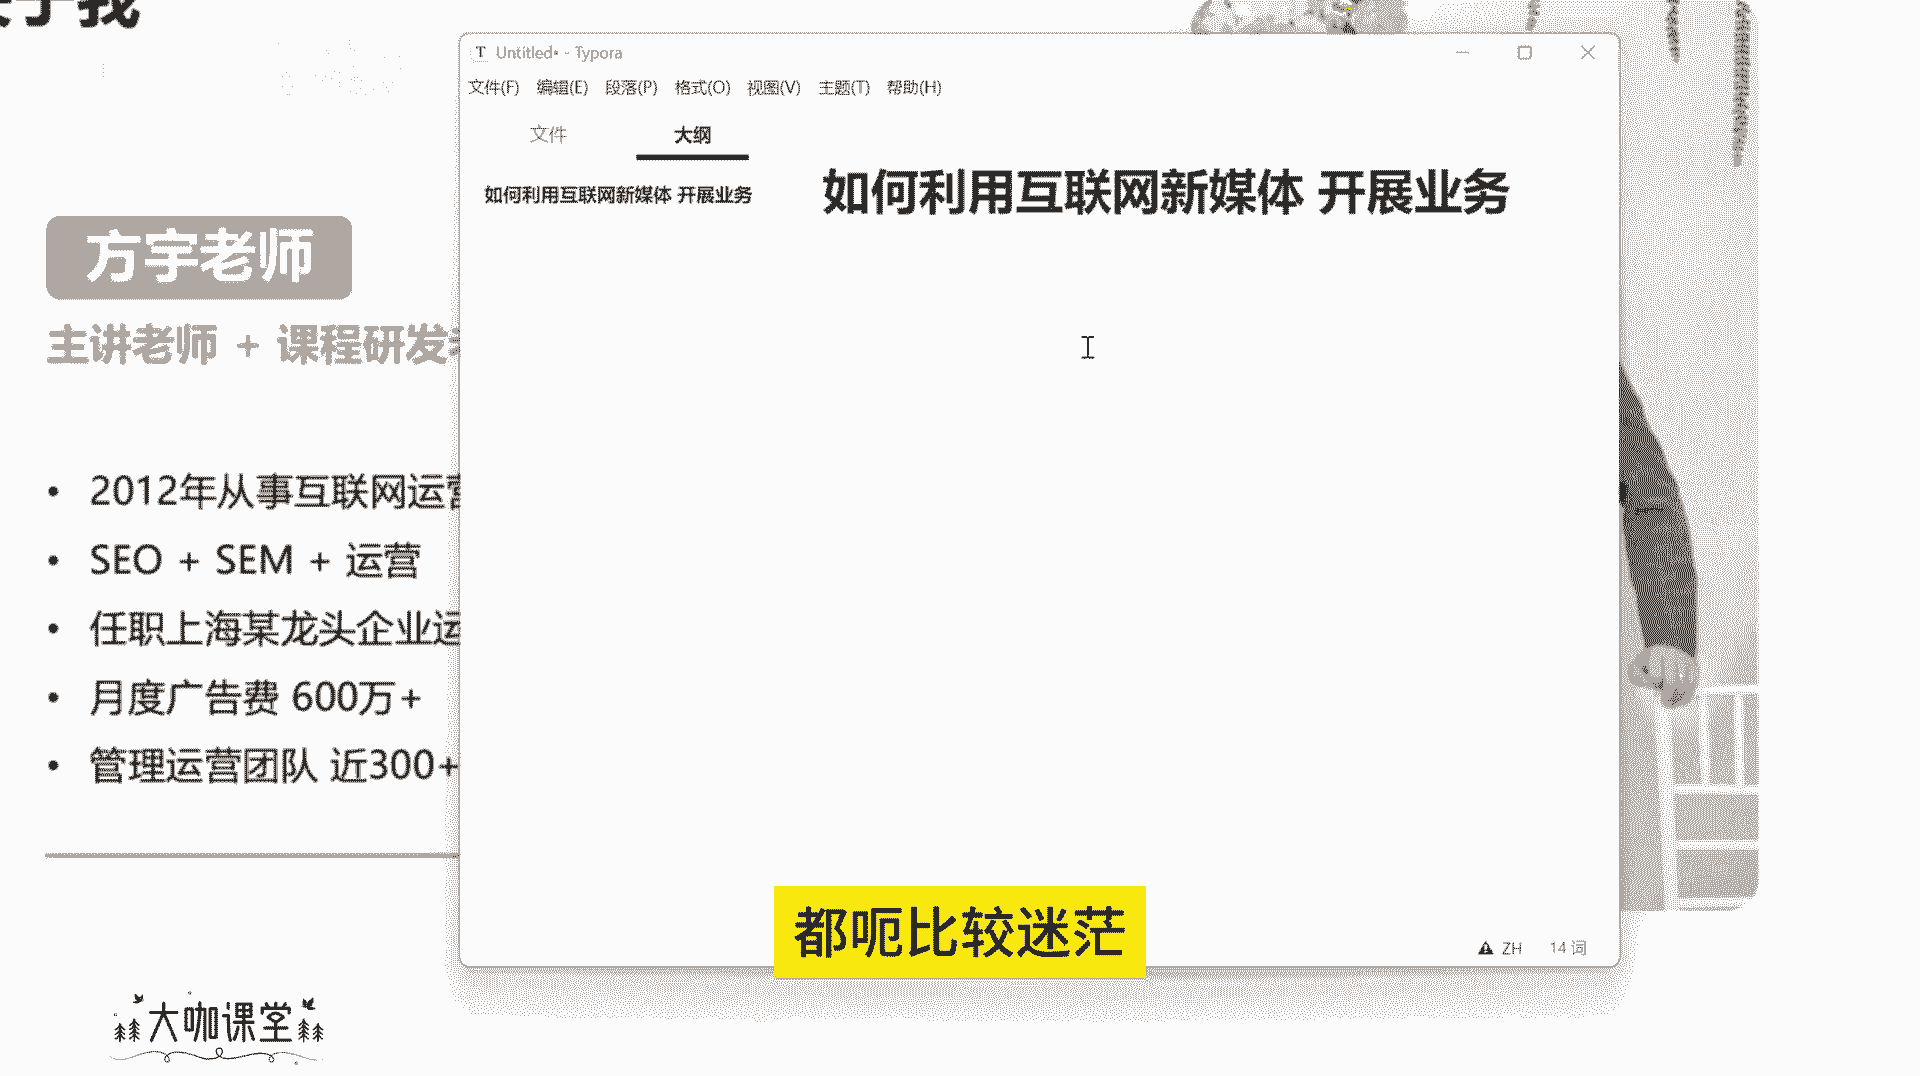 于我
方宇老师
主讲老师 + 课程研发
2012年从事互联网运营
SEO + SEM + 运营
任职上海某龙头企业运
月度广告费 600万+
管理运营团队 近300+
大咖课堂
T Untitled• - Typora
文件(F) 编辑(E) 段落(P) 格式(O) 视图(V) 主题(T) 帮助(H)
文件 大纲
如何利用互联网新媒体 开展业务
如何利用互联网新媒体 开展业务
都呃比较迷茫
ZH 14 词